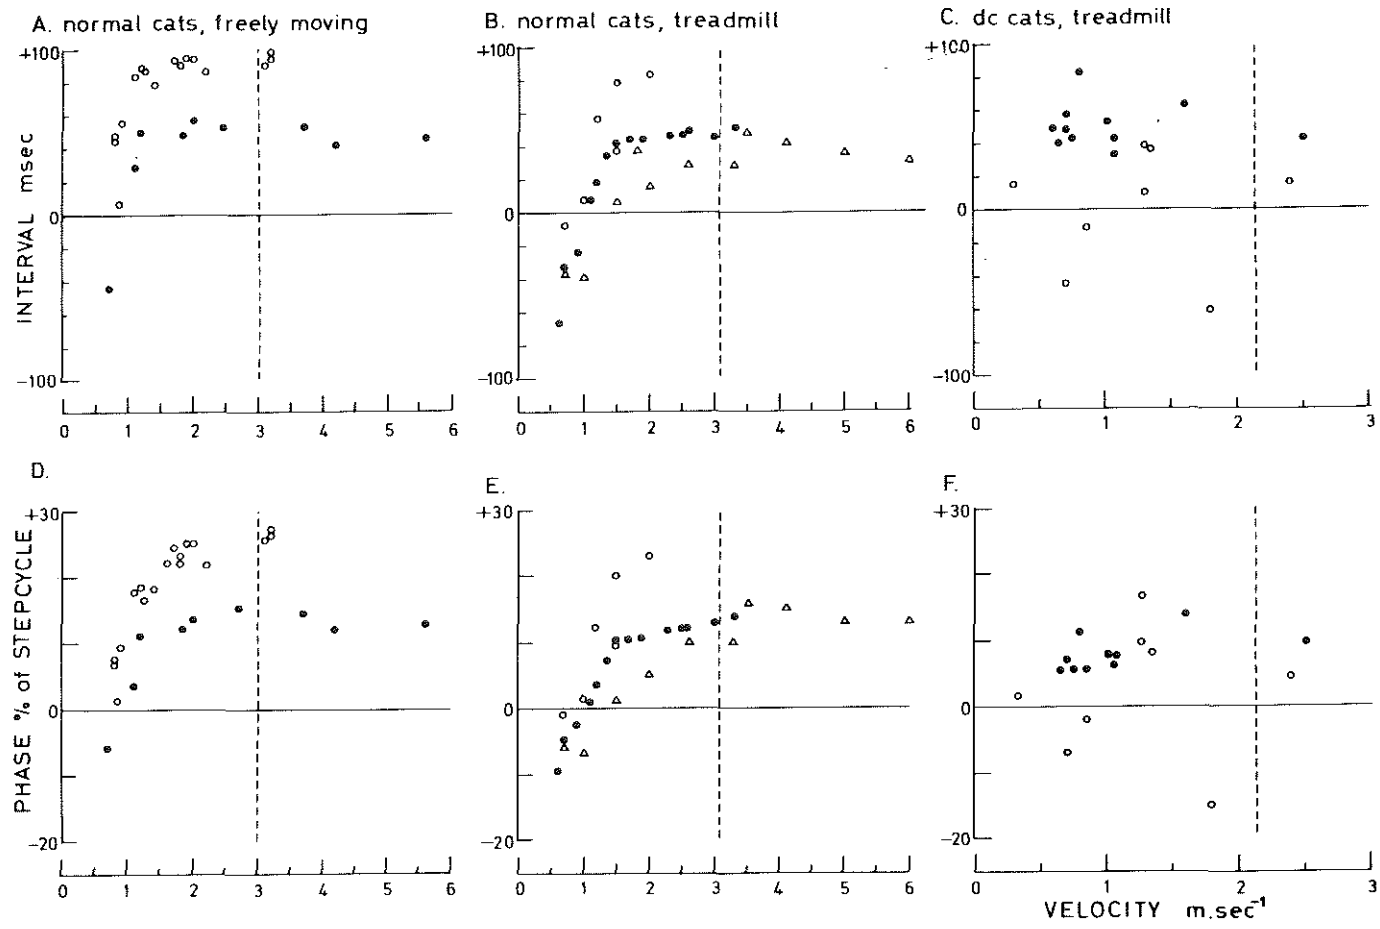 A. normal cats, freely moving
B. normal cats, treadmill
C. dc cats, treadmill
+100
0
−100
INTERVAL msec
0 1 2 3 4 5 6
+100
0
−100
0 1 2 3 4 5 6
+100
0
−100
0 1 2 3
D.
E.
F.
+30
0
−20
PHASE % of STEPCYCLE
0 1 2 3 4 5 6
+30
0
−20
0 1 2 3 4 5 6
+30
0
−20
0 1 2 3
VELOCITY m.sec⁻¹